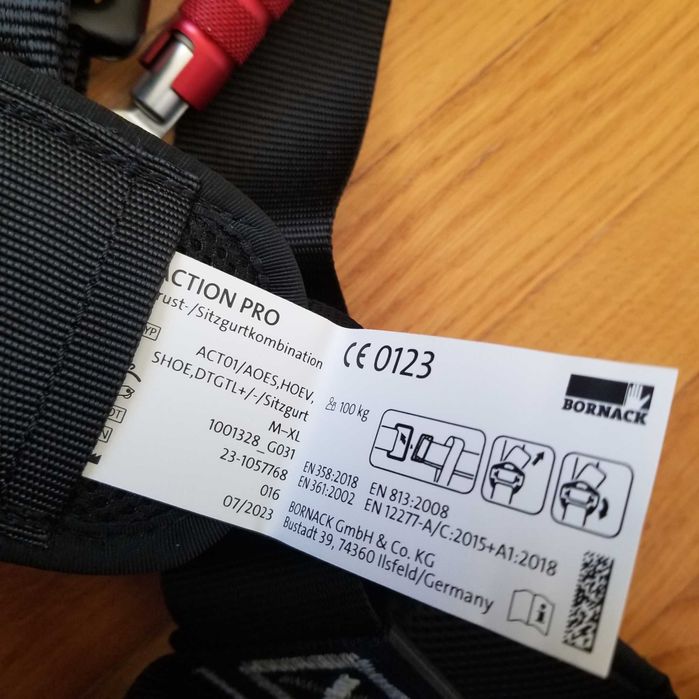 ACTION PRO
rust-/Sitzgurtkombination
YP
ACT01/AOES,HOEV,
SHOE,DTGTL+/-/Sitzgurt
M–XL
1001328_G031
23-1057768
016
07/2023
CE 0123
100 kg
BORNACK
EN 358:2018 EN 813:2008
EN 361:2002 EN 12277-A/C:2015+A1:2018
BORNACK GmbH & Co. KG
Bustadt 39, 74360 Ilsfeld/Germany